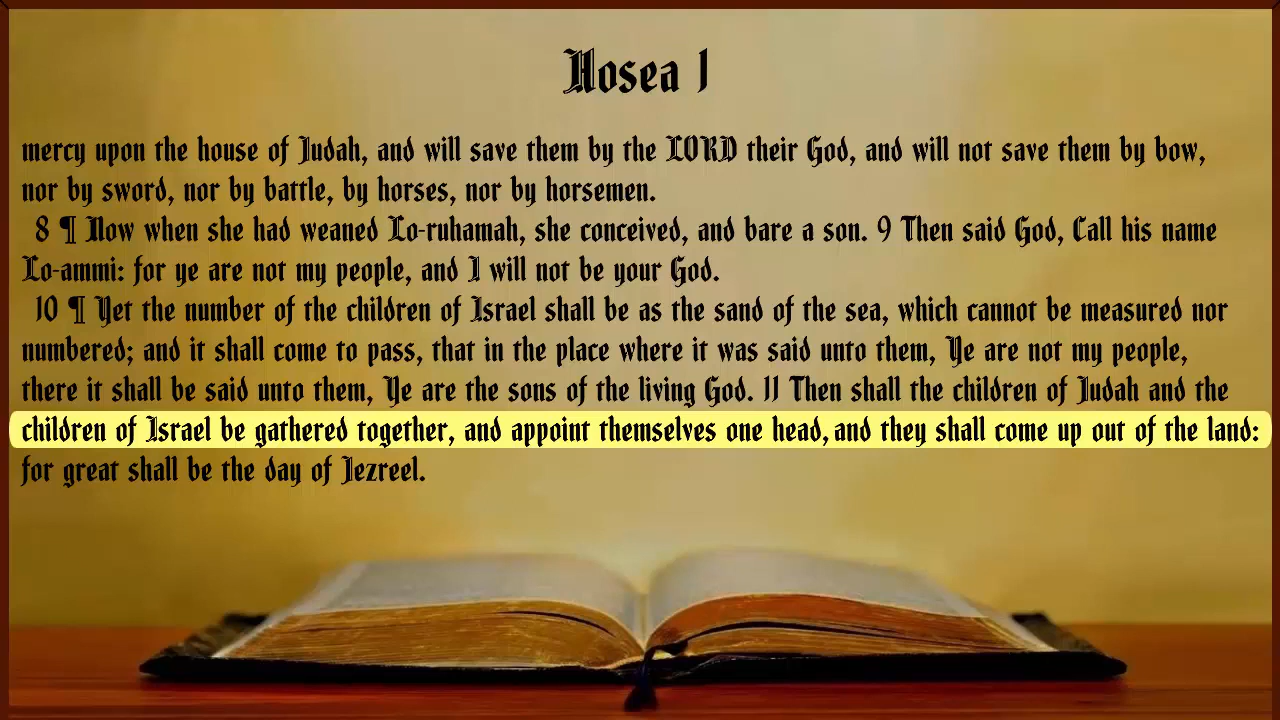 Hosea 1
mercy upon the house of Judah, and will save them by the LORD their God, and will not save them by bow,
nor by sword, nor by battle, by horses, nor by horsemen.
8 ¶ Now when she had weaned Lo-ruhamah, she conceived, and bare a son. 9 Then said God, Call his name
Lo-ammi: for ye are not my people, and I will not be your God.
10 ¶ Yet the number of the children of Israel shall be as the sand of the sea, which cannot be measured nor
numbered; and it shall come to pass, that in the place where it was said unto them, Ye are not my people,
there it shall be said unto them, Ye are the sons of the living God. 11 Then shall the children of Judah and the
children of Israel be gathered together, and appoint themselves one head, and they shall come up out of the land:
for great shall be the day of Jezreel.